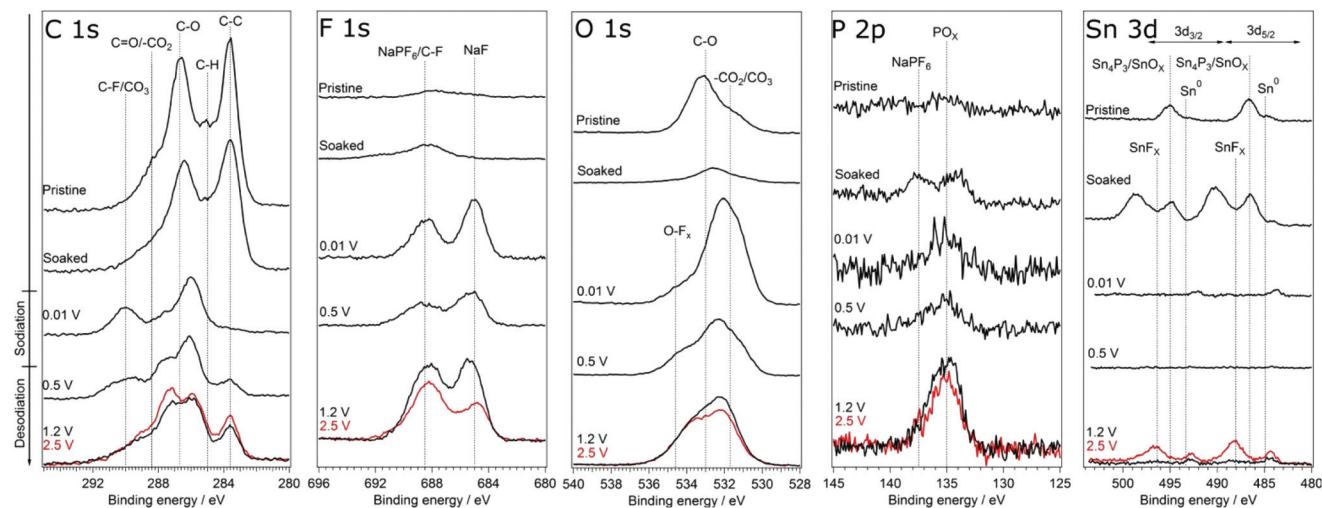 Desodiation
Sodiation
C 1s
C=O/-CO₂
C-O
C-C
C-F/CO₃
C-H
Pristine
Soaked
0.01 V
0.5 V
1.2 V
2.5 V
292
288
284
280
Binding energy / eV
F 1s
NaPF₆/C-F
NaF
Pristine
Soaked
0.01 V
0.5 V
1.2 V
2.5 V
696
692
688
684
680
Binding energy / eV
O 1s
C-O
-CO₂/CO₃
Pristine
Soaked
O-Fₓ
0.01 V
0.5 V
1.2 V
2.5 V
540
538
536
534
532
530
528
Binding energy / eV
P 2p
POₓ
NaPF₆
Pristine
Soaked
0.01 V
0.5 V
1.2 V
2.5 V
145
140
135
130
125
Binding energy / eV
Sn 3d
3d₃/₂
3d₅/₂
Sn₄P₃/SnOₓ
Sn₄P₃/SnOₓ
Sn⁰
Sn⁰
Pristine
SnFₓ
SnFₓ
Soaked
0.01 V
0.5 V
1.2 V
2.5 V
500
495
490
485
480
Binding energy / eV